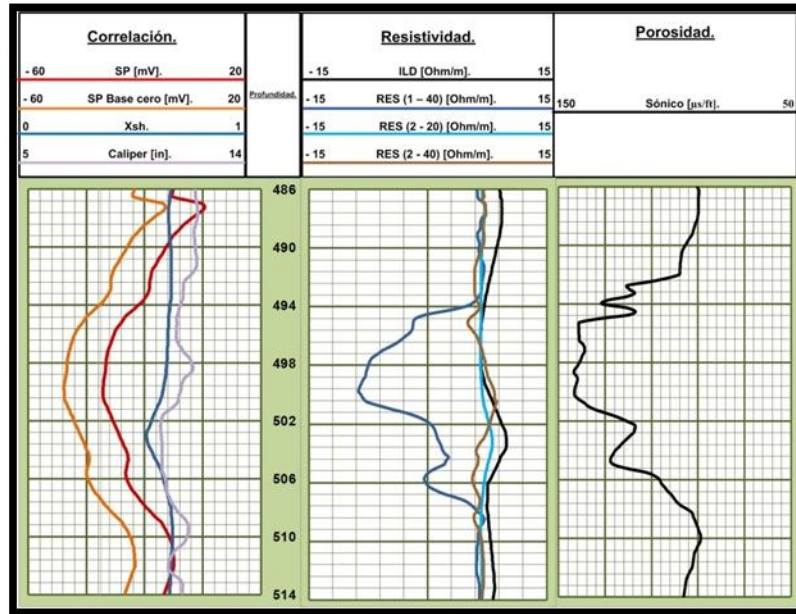 Correlación.
- 60 SP [mV]. 20
- 60 SP Base cero [mV]. 20
0 Xsh. 1
5 Caliper [in]. 14
Profundidad.
Resistividad.
- 15 ILD [Ohm/m]. 15
- 15 RES (1 – 40) [Ohm/m]. 15
- 15 RES (2 - 20) [Ohm/m]. 15
- 15 RES (2 - 40) [Ohm/m]. 15
Porosidad.
150 Sónico [µs/ft]. 50
486
490
494
498
502
506
510
514